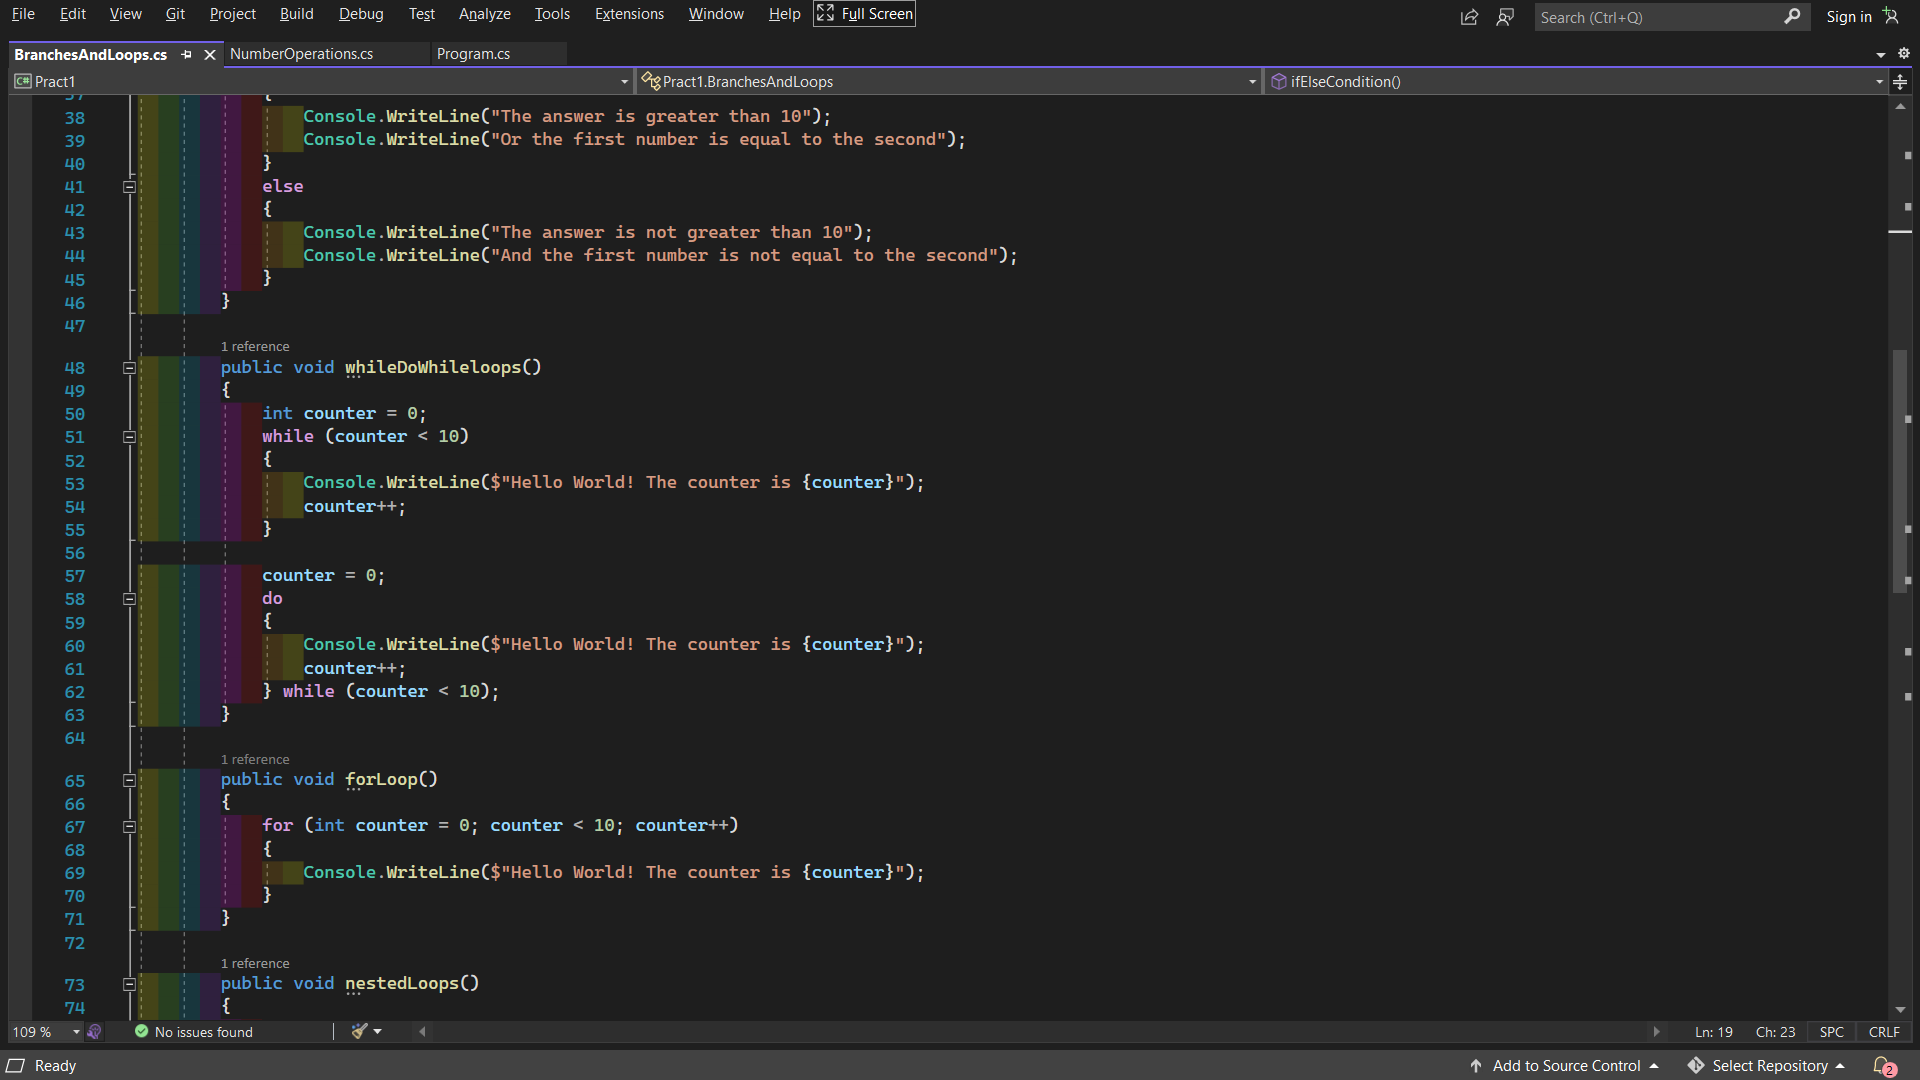 File Edit View Git Project Build Debug Test Analyze Tools Extensions Window Help Full Screen Search (Ctrl+Q) Sign in
BranchesAndLoops.cs NumberOperations.cs Program.cs
C# Pract1 Pract1.BranchesAndLoops ifElseCondition()
37 {
38 Console.WriteLine("The answer is greater than 10");
39 Console.WriteLine("Or the first number is equal to the second");
40 }
41 else
42 {
43 Console.WriteLine("The answer is not greater than 10");
44 Console.WriteLine("And the first number is not equal to the second");
45 }
46 }
47
1 reference
48 public void whileDoWhileloops()
49 {
50 int counter = 0;
51 while (counter < 10)
52 {
53 Console.WriteLine($"Hello World! The counter is {counter}");
54 counter++;
55 }
56
57 counter = 0;
58 do
59 {
60 Console.WriteLine($"Hello World! The counter is {counter}");
61 counter++;
62 } while (counter < 10);
63 }
64
1 reference
65 public void forLoop()
66 {
67 for (int counter = 0; counter < 10; counter++)
68 {
69 Console.WriteLine($"Hello World! The counter is {counter}");
70 }
71 }
72
1 reference
73 public void nestedLoops()
74 {
109 % No issues found Ln: 19 Ch: 23 SPC CRLF
Ready Add to Source Control Select Repository 2